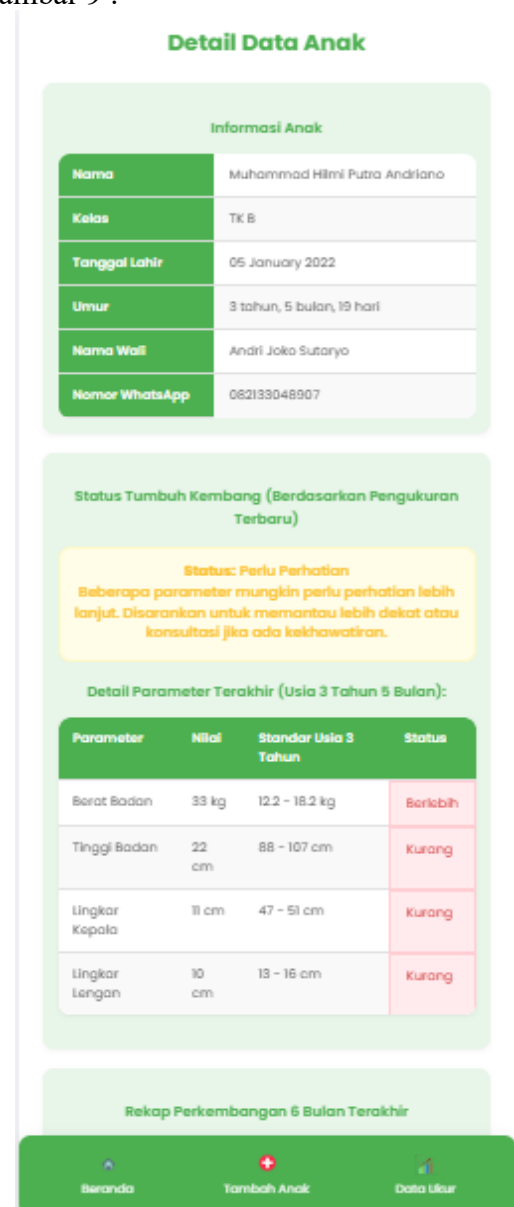 ambar 9 .
Detail Data Anak
Informasi Anak
Nama Muhammad Hilmi Putra Andriano
Kelas TK B
Tanggal Lahir 05 January 2022
Umur 3 tahun, 5 bulan, 19 hari
Nama Wali Andri Joko Sutaryo
Nomor WhatsApp 082133048907
Status Tumbuh Kembang (Berdasarkan Pengukuran
Terbaru)
Status: Perlu Perhatian
Beberapa parameter mungkin perlu perhatian lebih
lanjut. Disarankan untuk memantau lebih dekat atau
konsultasi jika ada kekhawatiran.
Detail Parameter Terakhir (Usia 3 Tahun 5 Bulan):
Parameter Nilai Standar Usia 3 Status
Tahun
Berat Badan 33 kg 12.2 - 18.2 kg Berlebih
Tinggi Badan 22 88 - 107 cm Kurang
cm
Lingkar 11 cm 47 - 51 cm Kurang
Kepala
Lingkar 10 13 - 16 cm Kurang
Lengan cm
Rekap Perkembangan 6 Bulan Terakhir
Beranda Tambah Anak Data Ukur